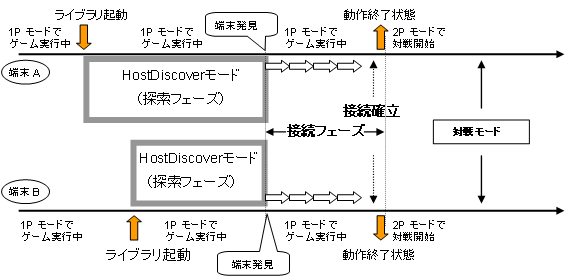 ライブラリ起動
端末発見
動作終了状態
1P モードで
ゲーム実行中
1P モードで
ゲーム実行中
1P モードで
ゲーム実行中
2P モードで
対戦開始
端末A
HostDiscoverモード
(探索フェーズ)
接続確立
接続フェーズ
対戦モード
HostDiscoverモード
(探索フェーズ)
端末B
1P モードで
ゲーム実行中
1P モードで
ゲーム実行中
1P モードで
ゲーム実行中
2P モードで
対戦開始
ライブラリ起動
端末発見
動作終了状態